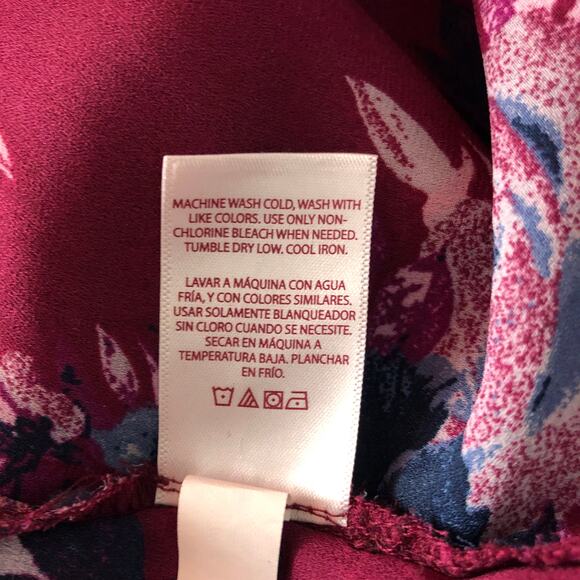 MACHINE WASH COLD, WASH WITH
LIKE COLORS. USE ONLY NON-
CHLORINE BLEACH WHEN NEEDED.
TUMBLE DRY LOW. COOL IRON.
LAVAR A MÁQUINA CON AGUA
FRÍA, Y CON COLORES SIMILARES.
USAR SOLAMENTE BLANQUEADOR
SIN CLORO CUANDO SE NECESITE.
SECAR EN MÁQUINA A
TEMPERATURA BAJA. PLANCHAR
EN FRÍO.